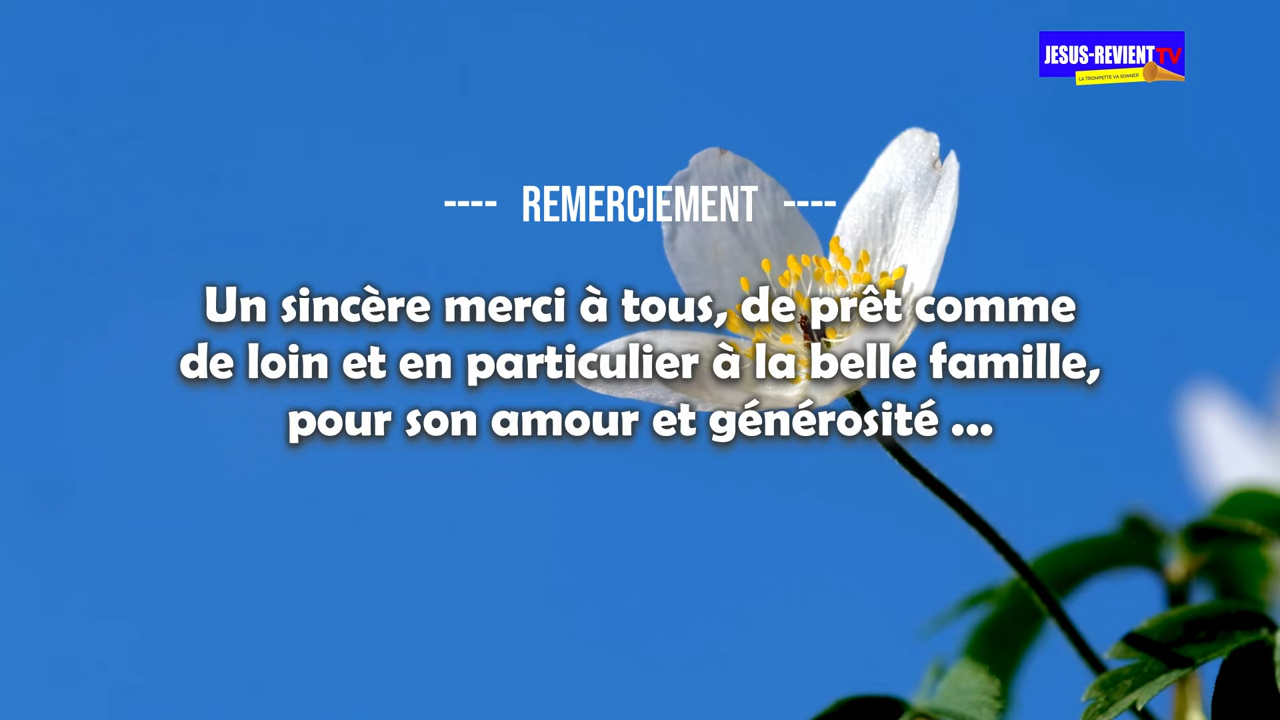 JESUS-REVIENT TV
LA TROMPETTE VA SONNER
---- REMERCIEMENT ----
Un sincère merci à tous, de prêt comme
de loin et en particulier à la belle famille,
pour son amour et générosité ...